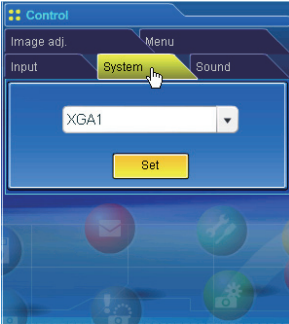 Control
Image adj. Menu
Input System Sound
XGA1
Set